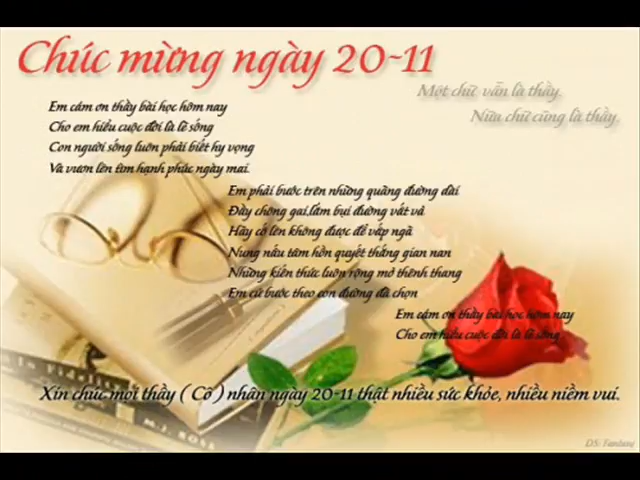 Chúc mừng ngày 20-11
Một chữ vẫn là thầy.
Nửa chữ cũng là thầy.
Em cám ơn thầy bài học hôm nay
Cho em hiểu cuộc đời là lẽ sống
Con người sống luôn phải biết hy vọng
Và vươn lên tìm hạnh phúc ngày mai.
Em phải bước trên những quãng đường dài
Đầy chông gai,lắm bụi đường vất vả
Hãy cố lên không được để vấp ngã
Nung nấu tâm hồn quyết thắng gian nan
Những kiến thức luôn rộng mở thênh thang
Em cứ bước theo con đường đã chọn
Em cám ơn thầy bài học hôm nay
Cho em hiểu cuộc đời là lẽ sống .
Xin chúc mọi thầy ( Cô ) nhân ngày 20-11 thật nhiều sức khỏe, nhiều niềm vui.
M. J. ROSE
DS: Fantasy